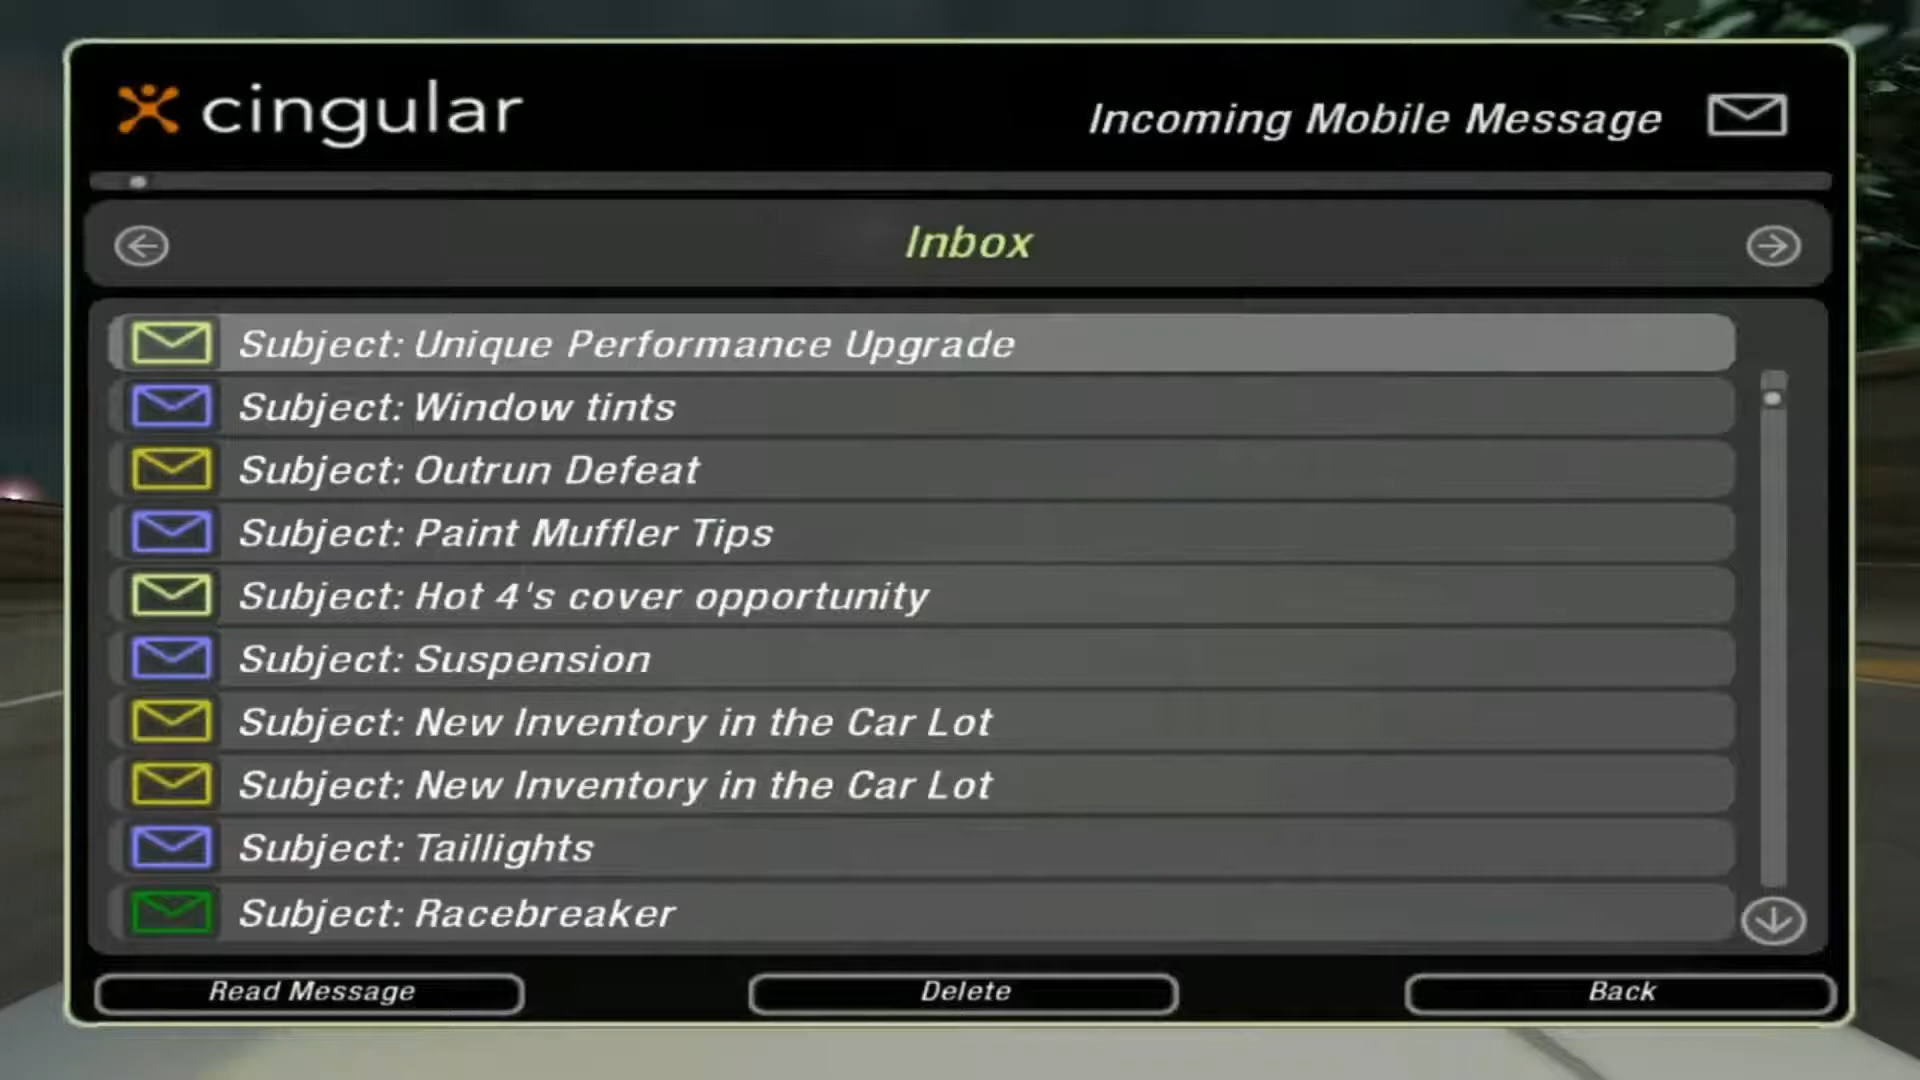 cingular
Incoming Mobile Message
Inbox
Subject: Unique Performance Upgrade
Subject: Window tints
Subject: Outrun Defeat
Subject: Paint Muffler Tips
Subject: Hot 4's cover opportunity
Subject: Suspension
Subject: New Inventory in the Car Lot
Subject: New Inventory in the Car Lot
Subject: Taillights
Subject: Racebreaker
Read Message
Delete
Back